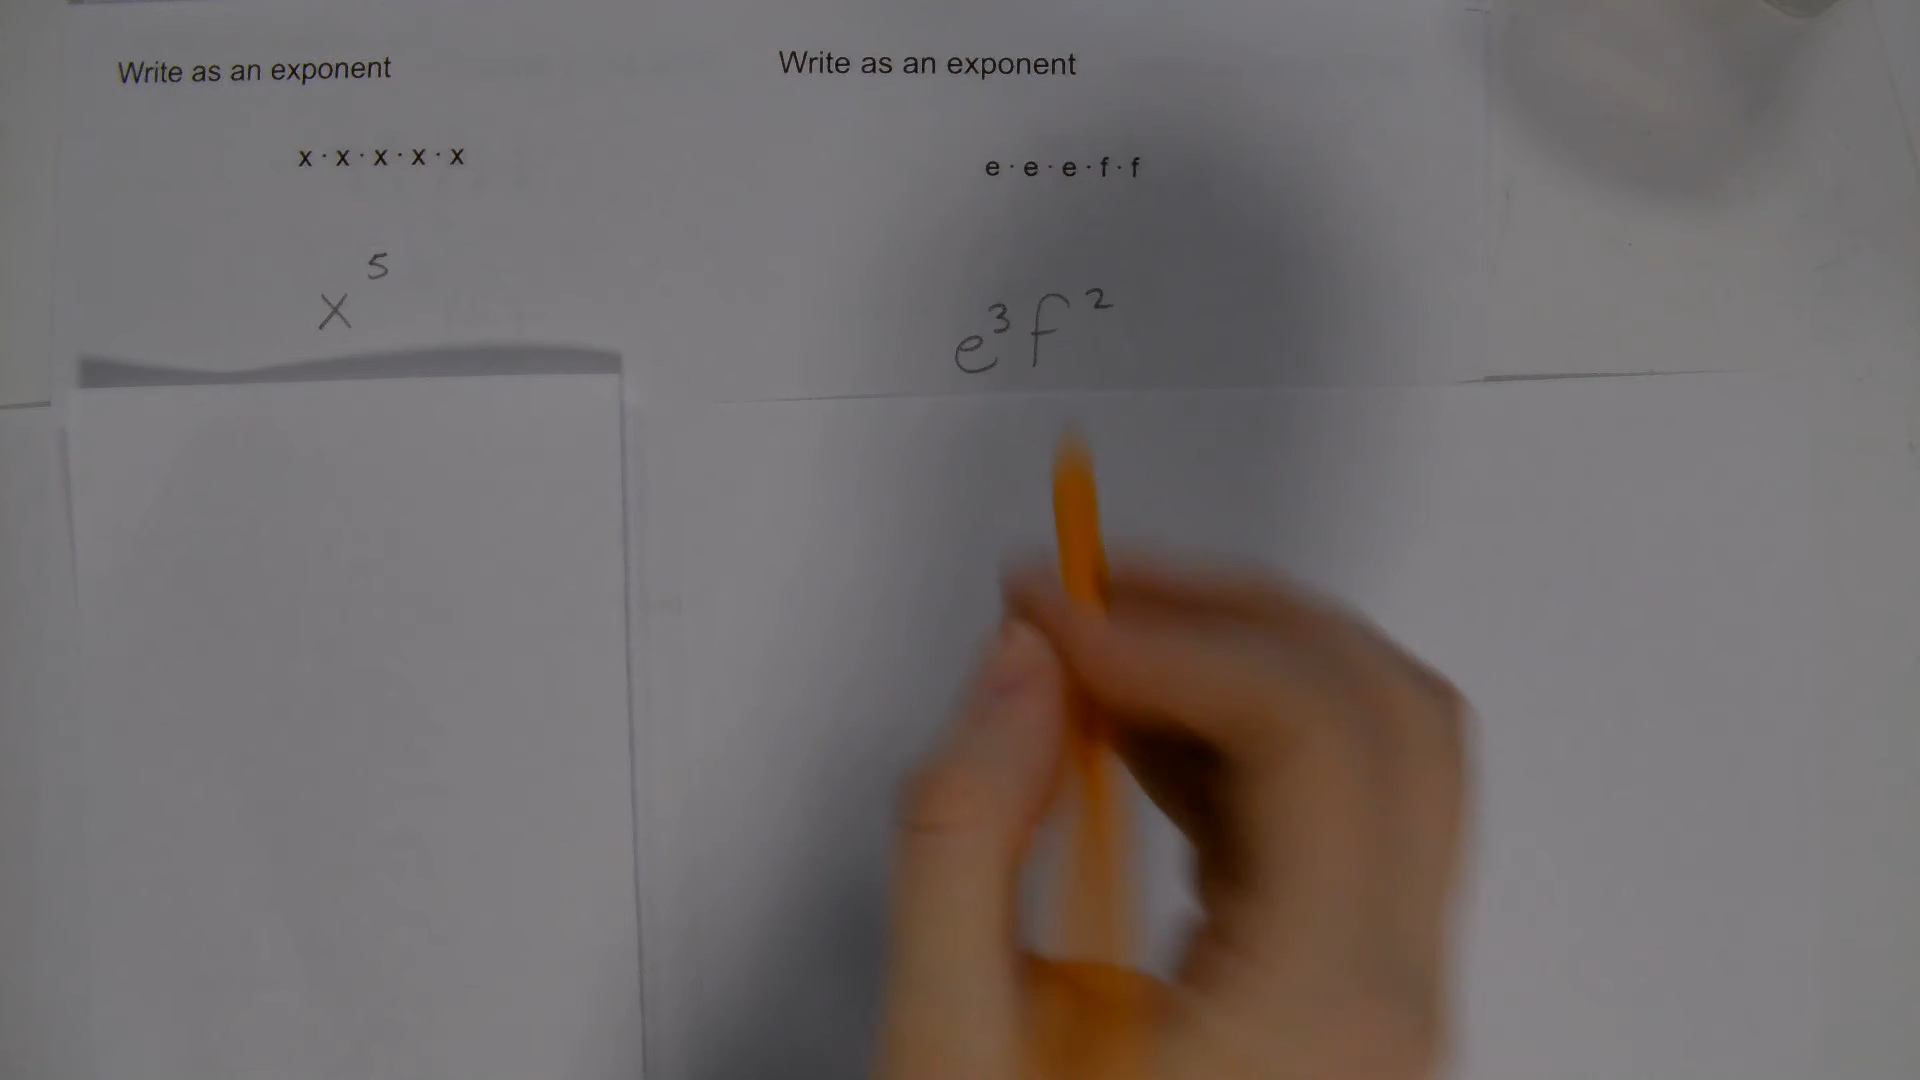 Write as an exponent
x · x · x · x · x
x⁵
Write as an exponent
e · e · e · f · f
e³f²